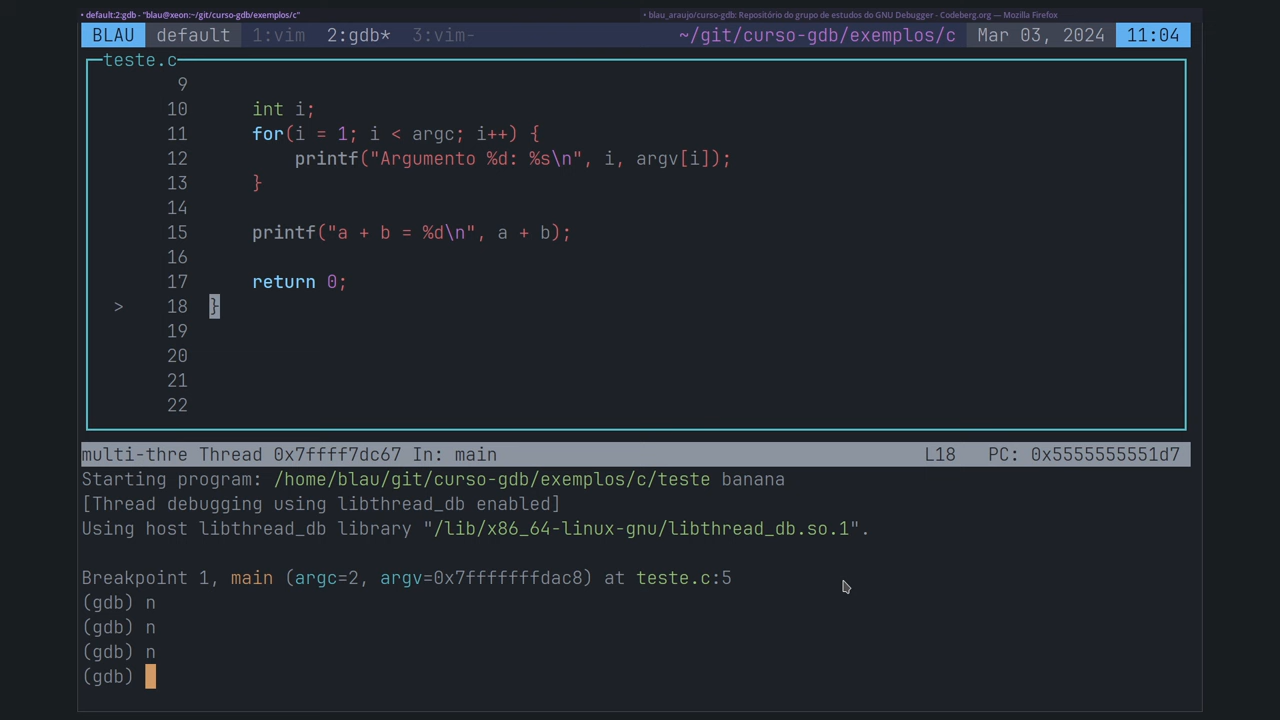 • default:2:gdb - "blau@xeon:~/git/curso-gdb/exemplos/c"
• blau_araujo/curso-gdb: Repositório do grupo de estudos do GNU Debugger - Codeberg.org — Mozilla Firefox
BLAU default 1:vim 2:gdb* 3:vim- ~/git/curso-gdb/exemplos/c Mar 03, 2024 11:04
teste.c
9
10 int i;
11 for(i = 1; i < argc; i++) {
12 printf("Argumento %d: %s\n", i, argv[i]);
13 }
14
15 printf("a + b = %d\n", a + b);
16
17 return 0;
> 18 }
19
20
21
22
multi-thre Thread 0x7ffff7dc67 In: main L18 PC: 0x5555555551d7
Starting program: /home/blau/git/curso-gdb/exemplos/c/teste banana
[Thread debugging using libthread_db enabled]
Using host libthread_db library "/lib/x86_64-linux-gnu/libthread_db.so.1".
Breakpoint 1, main (argc=2, argv=0x7fffffffdac8) at teste.c:5
(gdb) n
(gdb) n
(gdb) n
(gdb)